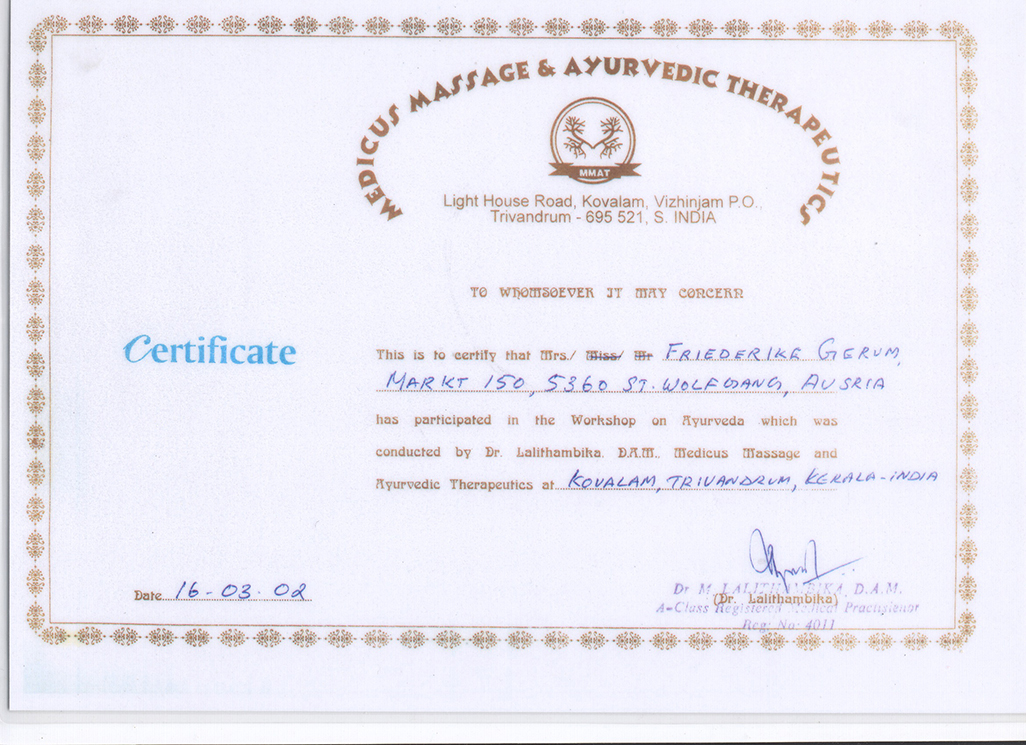 MEDICUS MASSAGE & AYURVEDIC THERAPEUTICS
MMAT
Light House Road, Kovalam, Vizhinjam P.O.,
Trivandrum - 695 521, S. INDIA
TO WHOMSOEVER IT MAY CONCERN
Certificate
This is to certify that Mrs./ Miss/ Mr FRIEDERIKE GERUM,
MARKT 150, 5360 ST. WOLFGANG, AUSRIA
has participated in the Workshop on Ayurveda which was
conducted by Dr. Lalithambika. D.A.M., Medicus Massage and
Ayurvedic Therapeutics at KOVALAM, TRIVANDRUM, KERALA-INDIA
Date 16-03-02
Dr M. LALITHAMBIKA, D.A.M.
(Dr. Lalithambika)
A-Class Registered Medical Practisionar
Reg: No: 4011